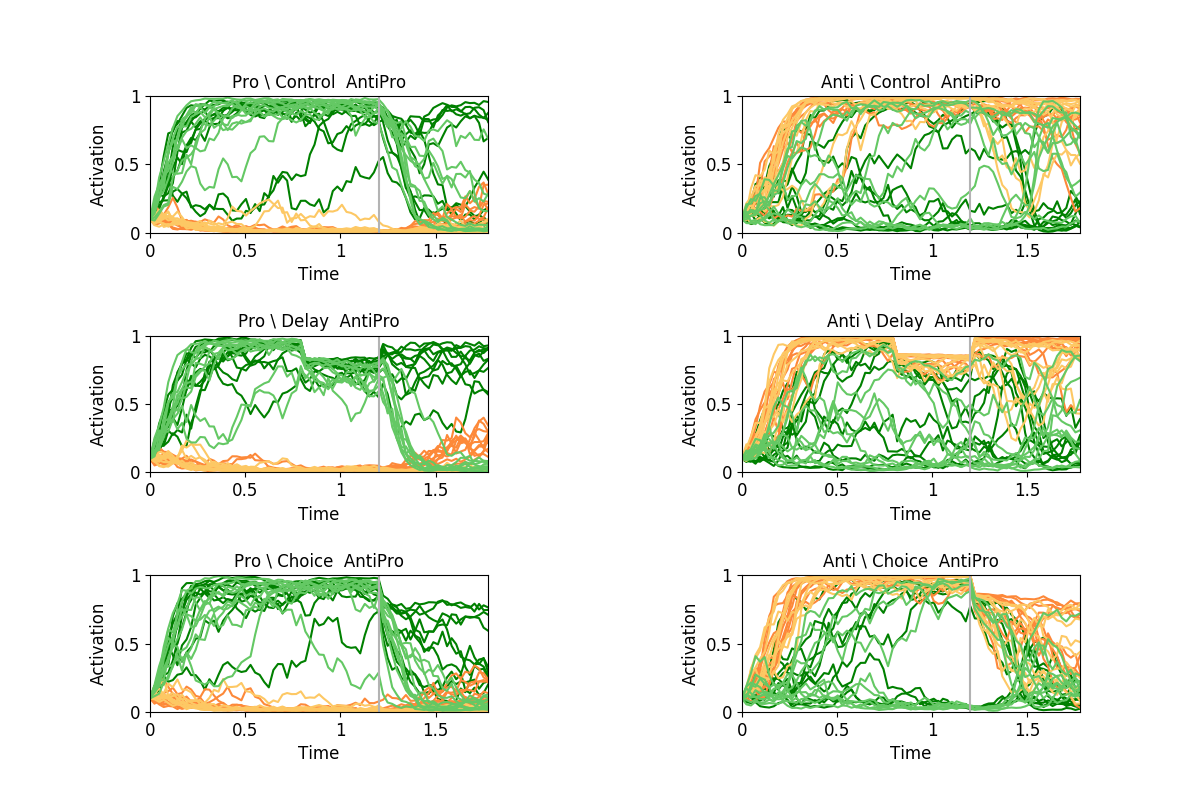 Pro \ Control  AntiPro
Anti \ Control  AntiPro
1
0.5
0
Activation
0
0.5
1
1.5
Time
1
0.5
0
Activation
0
0.5
1
1.5
Time
Pro \ Delay  AntiPro
Anti \ Delay  AntiPro
1
0.5
0
Activation
0
0.5
1
1.5
Time
1
0.5
0
Activation
0
0.5
1
1.5
Time
Pro \ Choice  AntiPro
Anti \ Choice  AntiPro
1
0.5
0
Activation
0
0.5
1
1.5
Time
1
0.5
0
Activation
0
0.5
1
1.5
Time